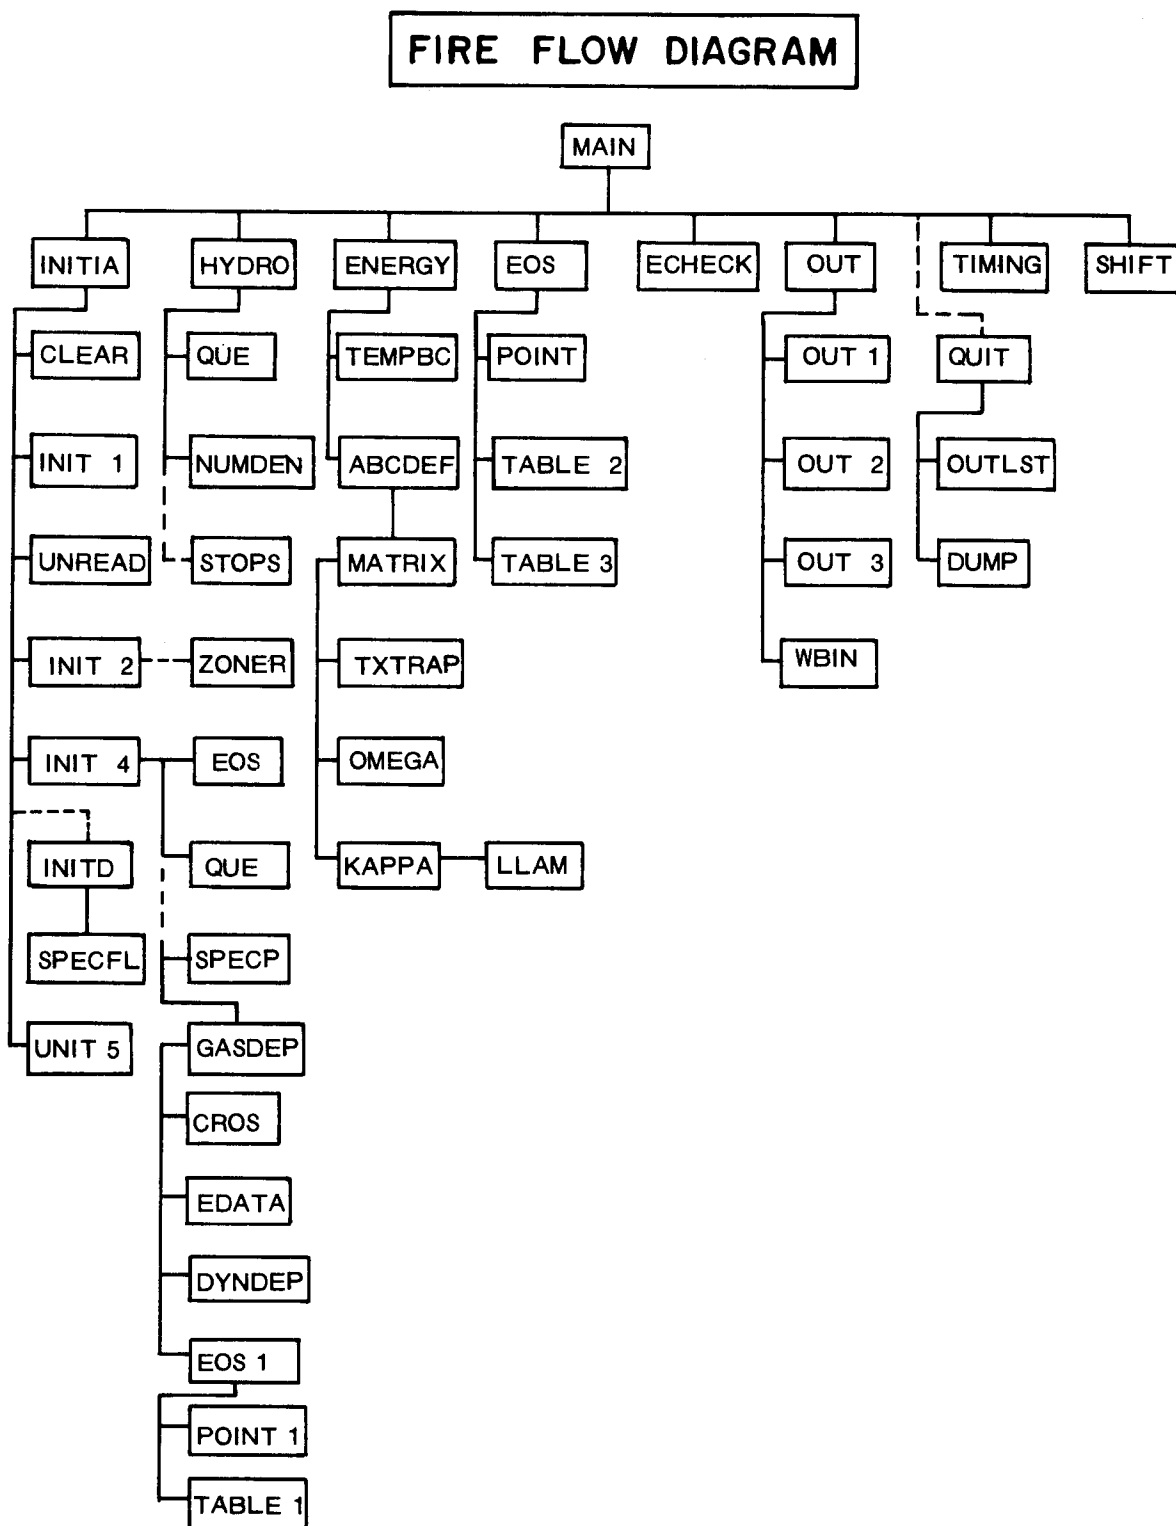 FIRE FLOW DIAGRAM
MAIN
INITIA
HYDRO
ENERGY
EOS
ECHECK
OUT
TIMING
SHIFT
CLEAR
QUE
TEMPBC
POINT
OUT 1
QUIT
INIT 1
NUMDEN
ABCDEF
TABLE 2
OUT 2
OUTLST
UNREAD
STOPS
MATRIX
TABLE 3
OUT 3
DUMP
INIT 2
ZONER
TXTRAP
WBIN
INIT 4
EOS
OMEGA
INITD
QUE
KAPPA
LLAM
SPECFL
SPECP
UNIT 5
GASDEP
CROS
EDATA
DYNDEP
EOS 1
POINT 1
TABLE 1